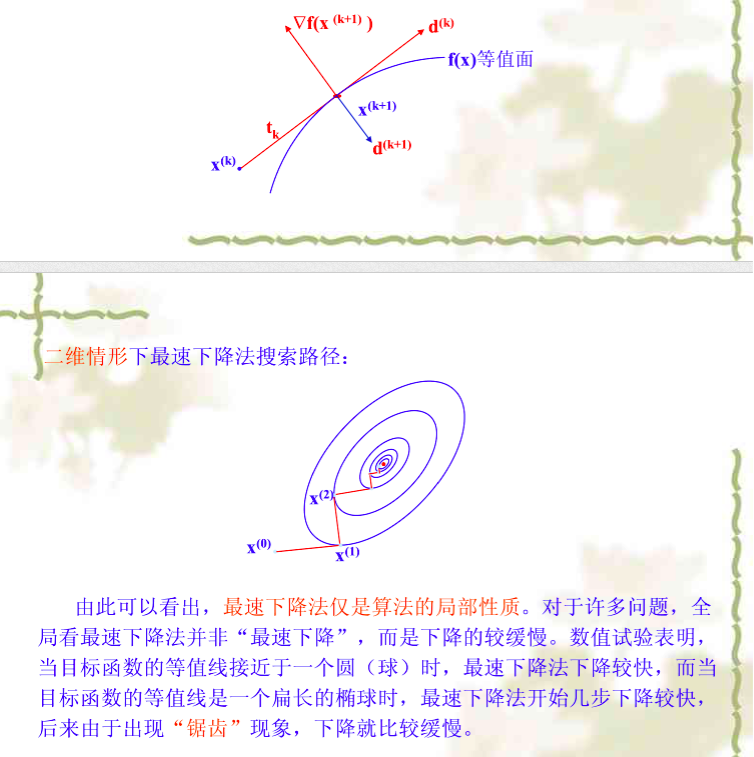 ∇f(x (k+1) )
d(k)
f(x)等值面
x(k+1)
tk
d(k+1)
x(k)
二维情形下最速下降法搜索路径：
x(2)
x(0)
x(1)
由此可以看出，最速下降法仅是算法的局部性质。对于许多问题，全
局看最速下降法并非“最速下降”，而是下降的较缓慢。数值试验表明，
当目标函数的等值线接近于一个圆（球）时，最速下降法下降较快，而当
目标函数的等值线是一个扁长的椭球时，最速下降法开始几步下降较快，
后来由于出现“锯齿”现象，下降就比较缓慢。